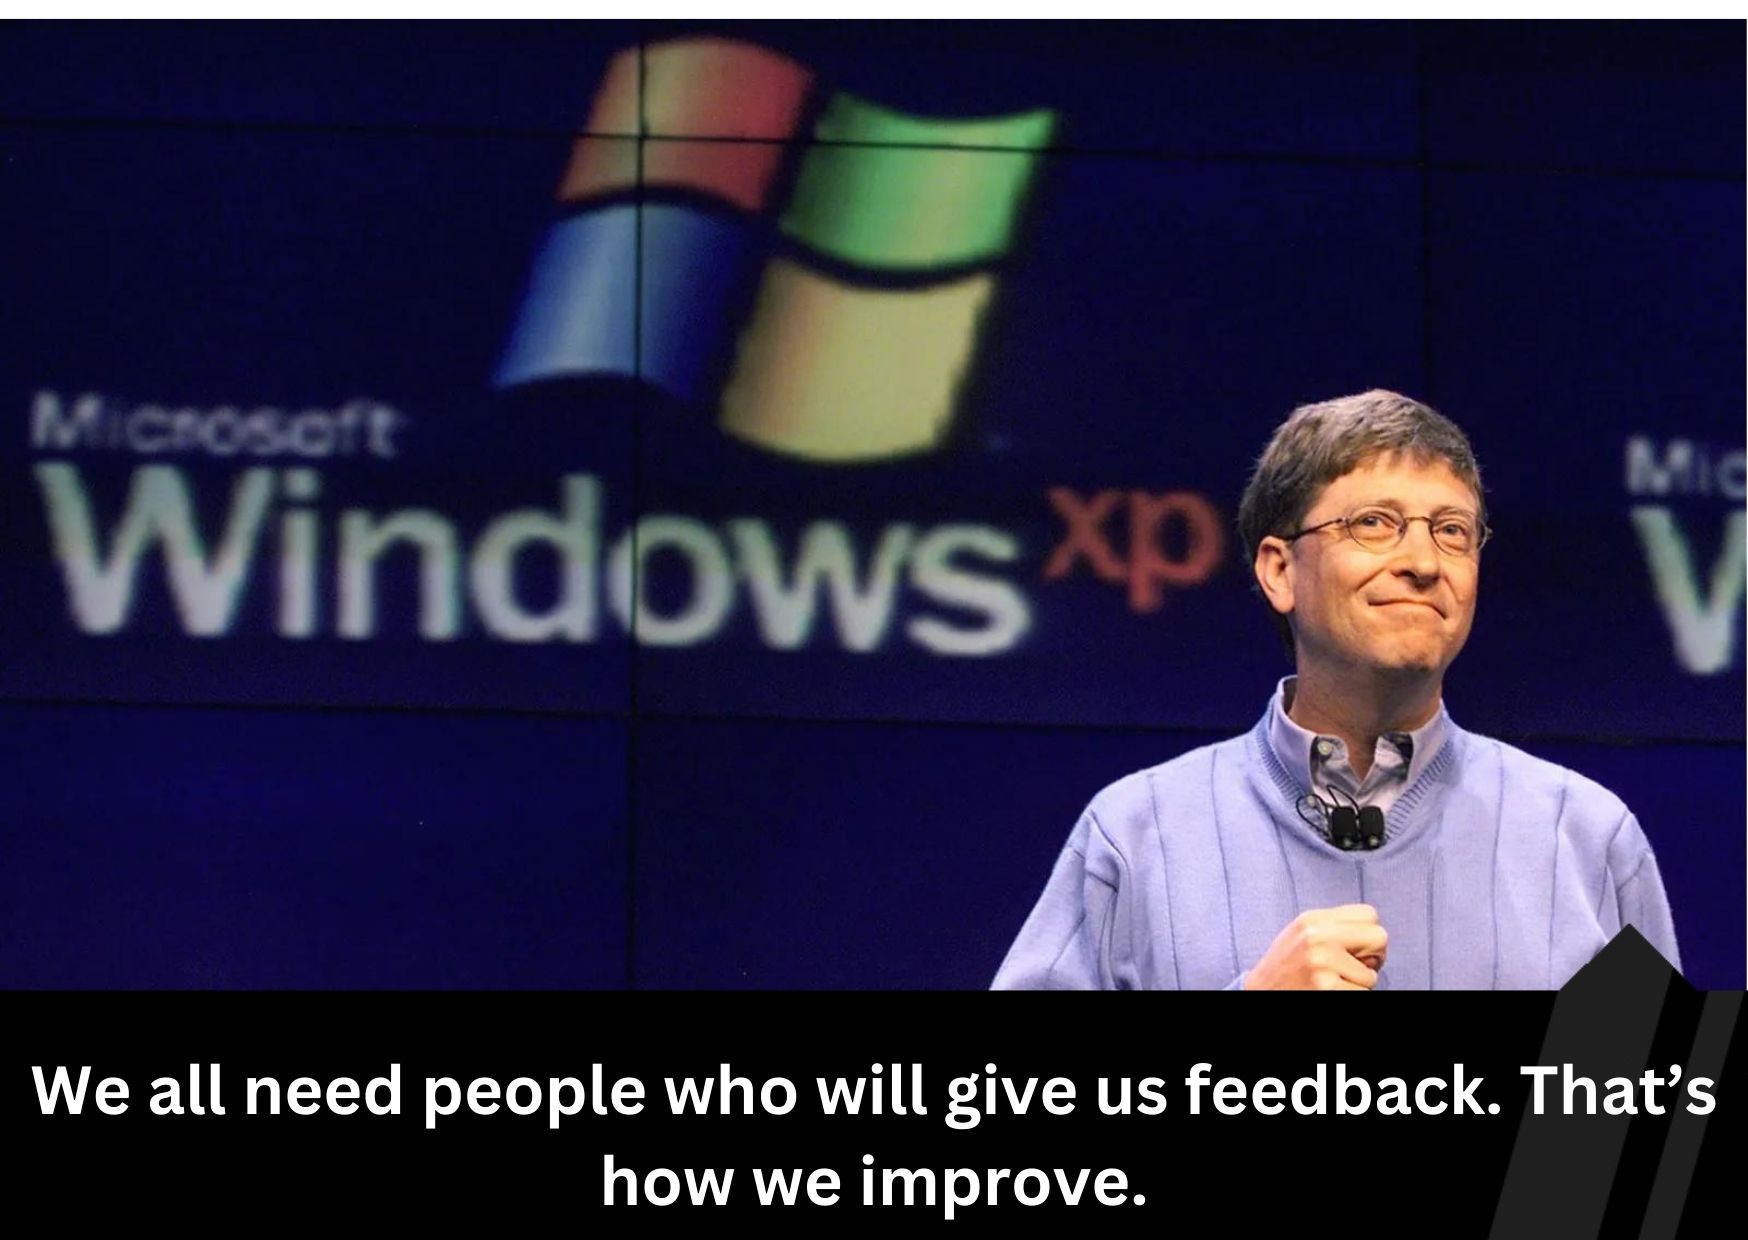 Microsoft
Windows xp
Mic
W
We all need people who will give us feedback. That’s
how we improve.